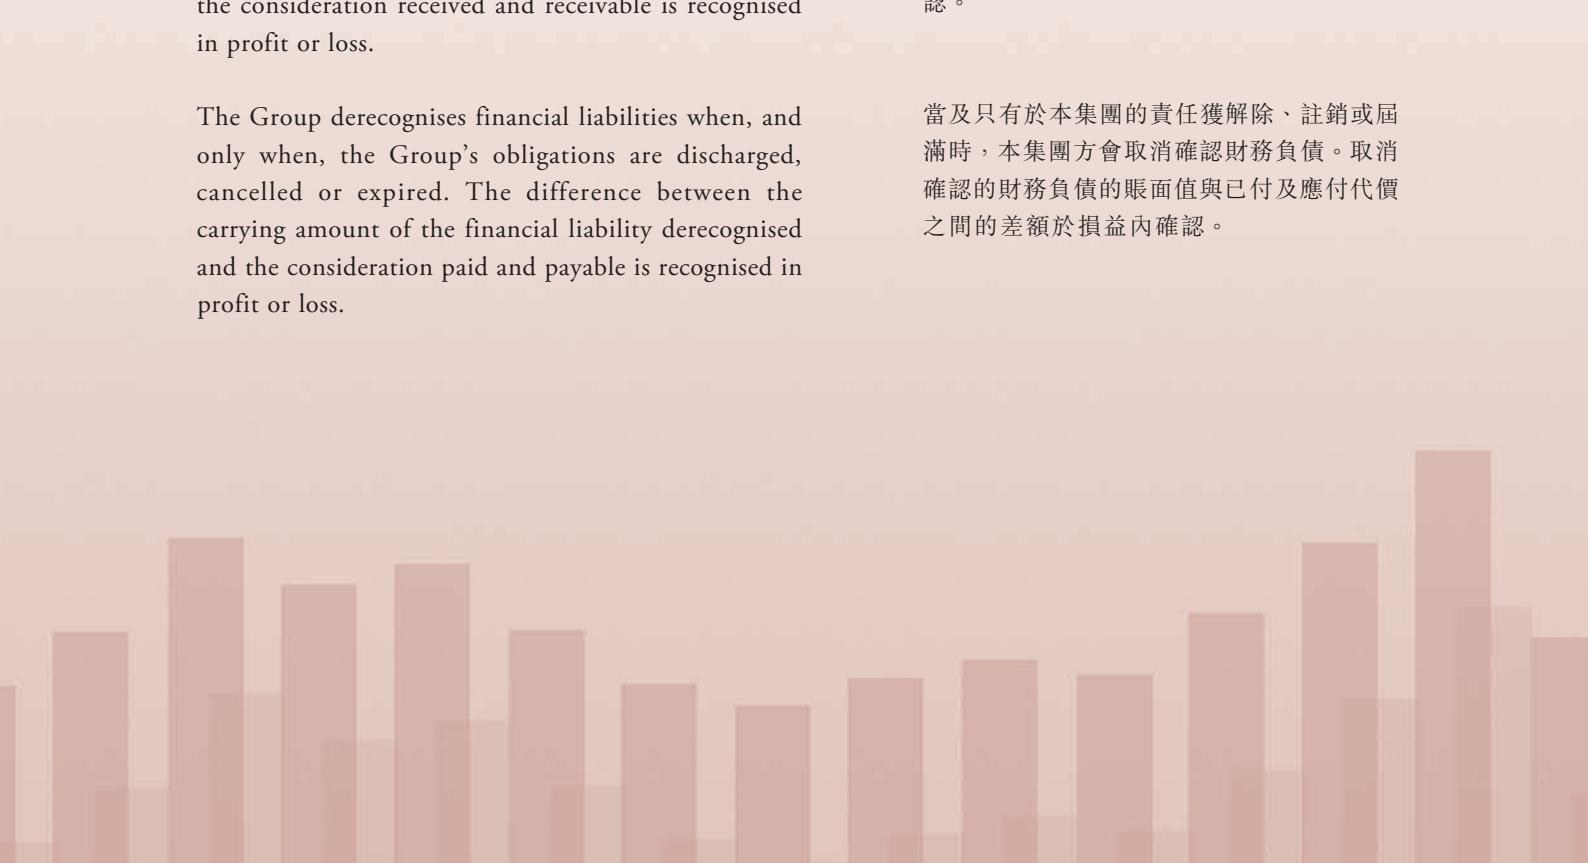 the consideration received and receivable is recognised
in profit or loss.
The Group derecognises financial liabilities when, and
only when, the Group’s obligations are discharged,
cancelled or expired. The difference between the
carrying amount of the financial liability derecognised
and the consideration paid and payable is recognised in
profit or loss.
認。
當及只有於本集團的責任獲解除、註銷或屆
滿時，本集團方會取消確認財務負債。取消
確認的財務負債的賬面值與已付及應付代價
之間的差額於損益內確認。